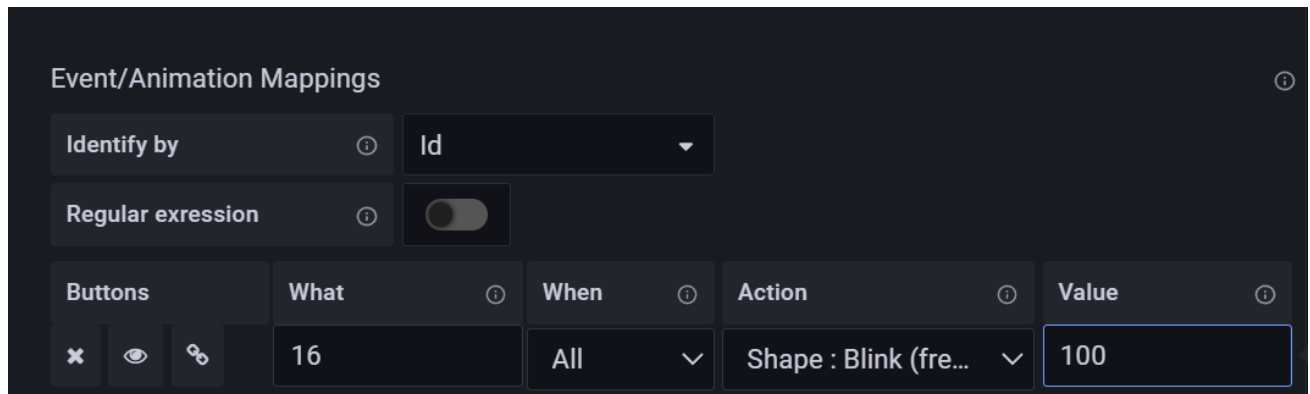 Event/Animation Mappings
Identify by Id
Regular exression
Buttons What When Action Value
16 All Shape : Blink (fre... 100